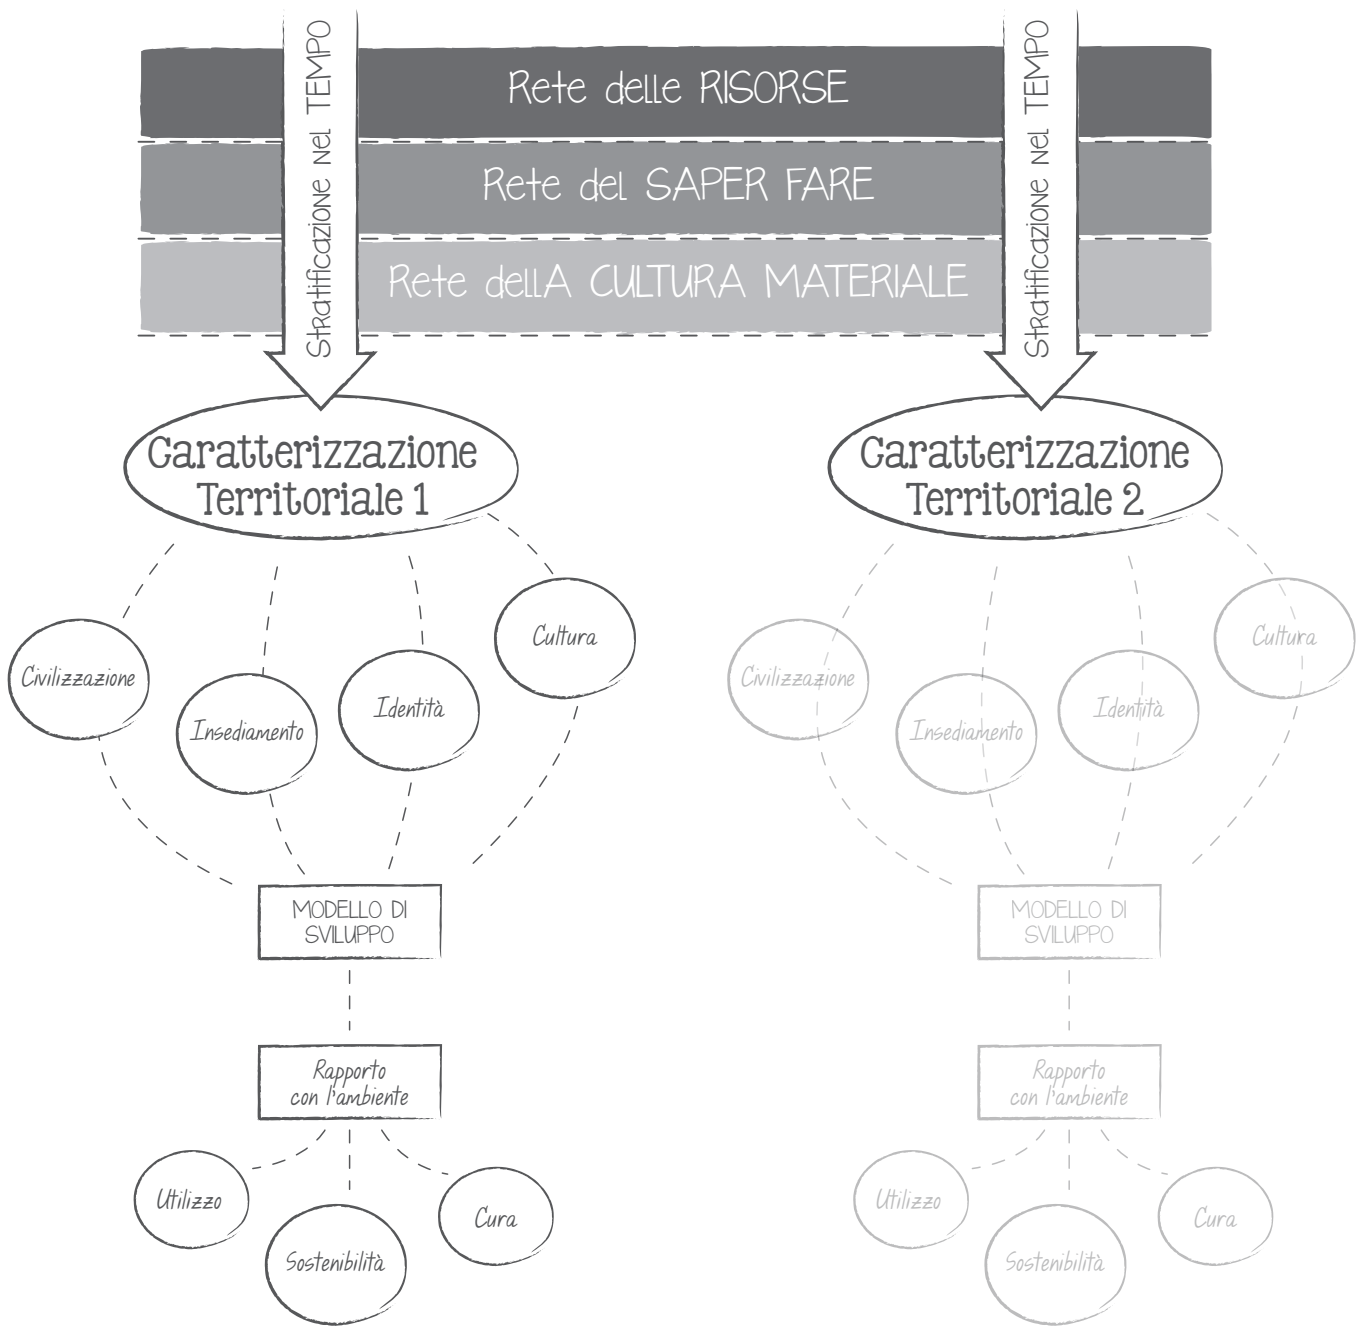 Stratificazione nel TEMPO
Stratificazione nel TEMPO
Rete delle RISORSE
Rete del SAPER FARE
Rete dellA CULTURA MATERIALE
Caratterizzazione
Territoriale 1
Caratterizzazione
Territoriale 2
Civilizzazione
Insediamento
Identità
Cultura
Civilizzazione
Insediamento
Identità
Cultura
MODELLO DI
SVILUPPO
MODELLO DI
SVILUPPO
Rapporto
con l'ambiente
Rapporto
con l'ambiente
Utilizzo
Sostenibilità
Cura
Utilizzo
Sostenibilità
Cura